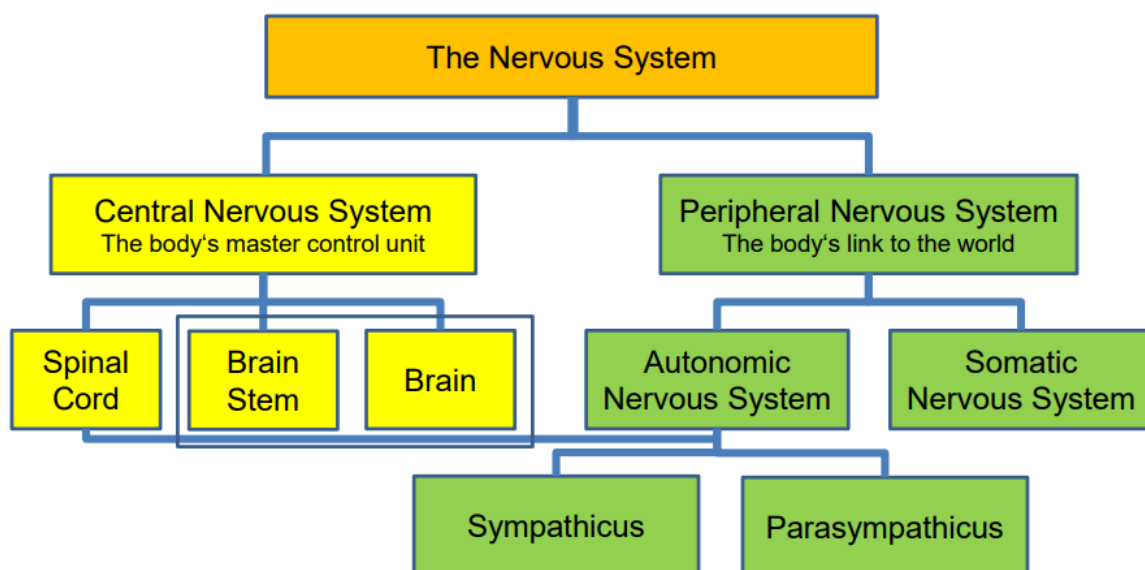 The Nervous System
Central Nervous System
The body‘s master control unit
Peripheral Nervous System
The body‘s link to the world
Spinal
Cord
Brain
Stem
Brain
Autonomic
Nervous System
Somatic
Nervous System
Sympathicus
Parasympathicus